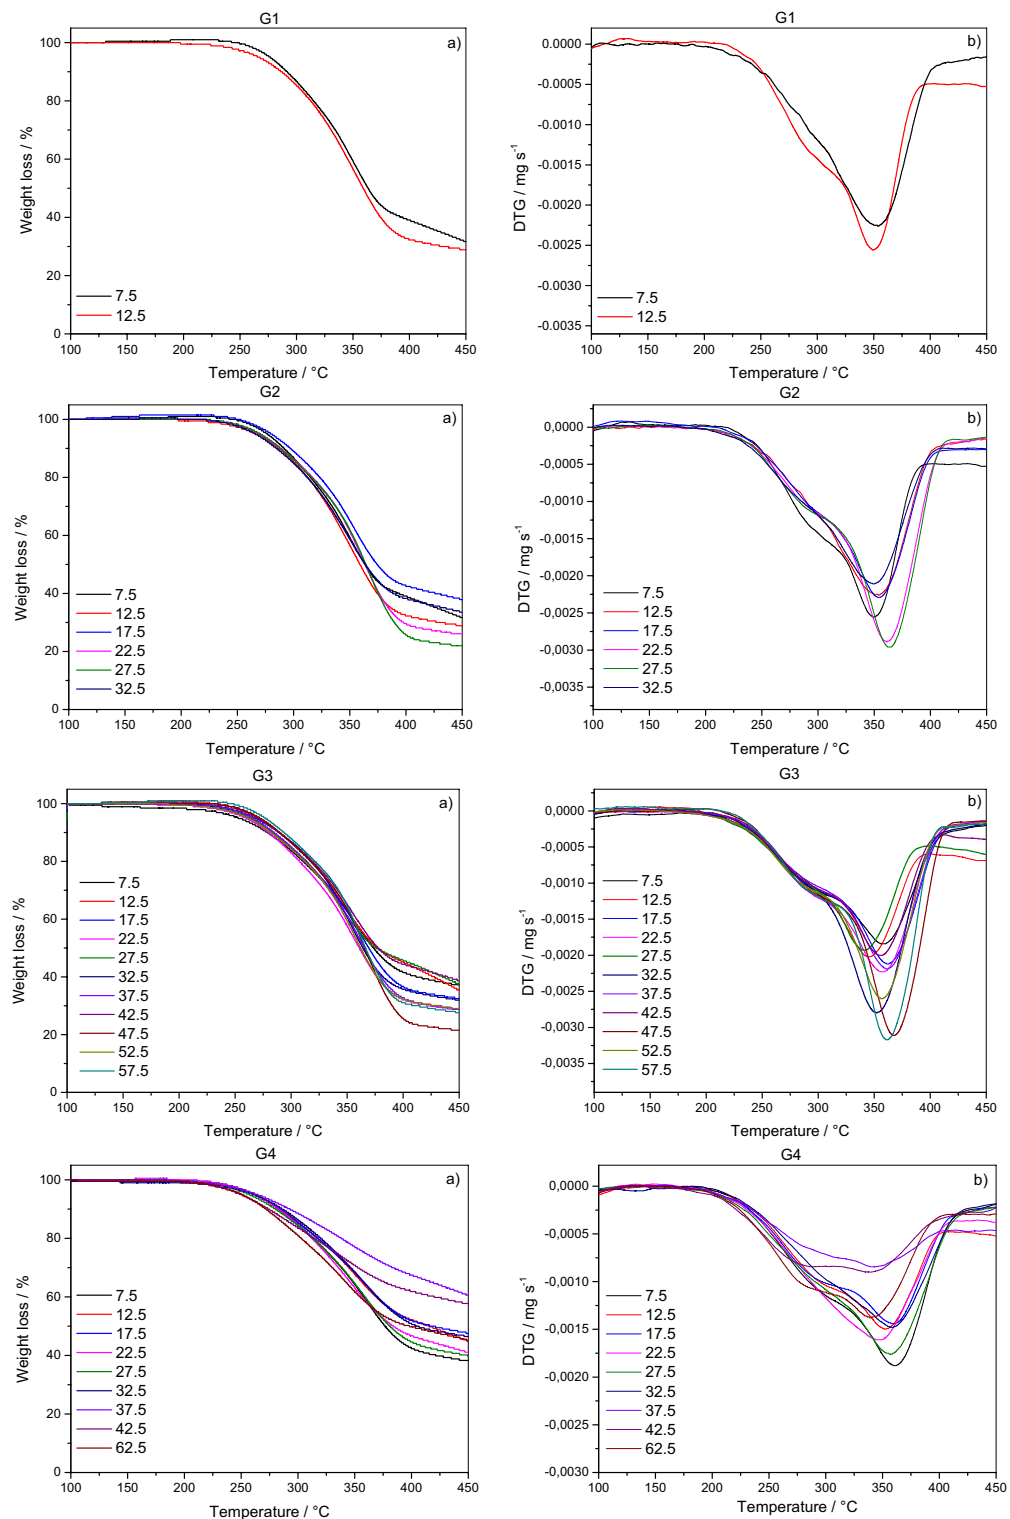 G1
a)
100
80
60
40
20
0
Weight loss / %
7.5
12.5
100 150 200 250 300 350 400 450
Temperature / °C
G1
b)
0.0000
-0.0005
-0.0010
-0.0015
-0.0020
-0.0025
-0.0030
-0.0035
DTG / mg s⁻¹
7.5
12.5
100 150 200 250 300 350 400 450
Temperature / °C
G2
a)
100
80
60
40
20
0
Weight loss / %
7.5
12.5
17.5
22.5
27.5
32.5
100 150 200 250 300 350 400 450
Temperature / °C
b)
0,0000
-0,0005
-0,0010
-0,0015
-0,0020
-0,0025
-0,0030
-0,0035
DTG / mg s⁻¹
G2
7.5
12.5
17.5
22.5
27.5
32.5
100 150 200 250 300 350 400 450
Temperature / °C
G3
a)
100
80
60
40
20
0
Weight loss / %
7.5
12.5
17.5
22.5
27.5
32.5
37.5
42.5
47.5
52.5
57.5
100 150 200 250 300 350 400 450
Temperature / °C
G3
b)
0,0000
-0,0005
-0,0010
-0,0015
-0,0020
-0,0025
-0,0030
-0,0035
DTG / mg s⁻¹
7.5
12.5
17.5
22.5
27.5
32.5
37.5
42.5
47.5
52.5
57.5
100 150 200 250 300 350 400 450
Temperature / °C
G4
a)
100
80
60
40
20
0
Weight loss / %
7.5
12.5
17.5
22.5
27.5
32.5
37.5
42.5
62.5
100 150 200 250 300 350 400 450
Temperature / °C
G4
b)
0,0000
-0,0005
-0,0010
-0,0015
-0,0020
-0,0025
-0,0030
DTG / mg s⁻¹
7.5
12.5
17.5
22.5
27.5
32.5
37.5
42.5
62.5
100 150 200 250 300 350 400 450
Temperature / °C